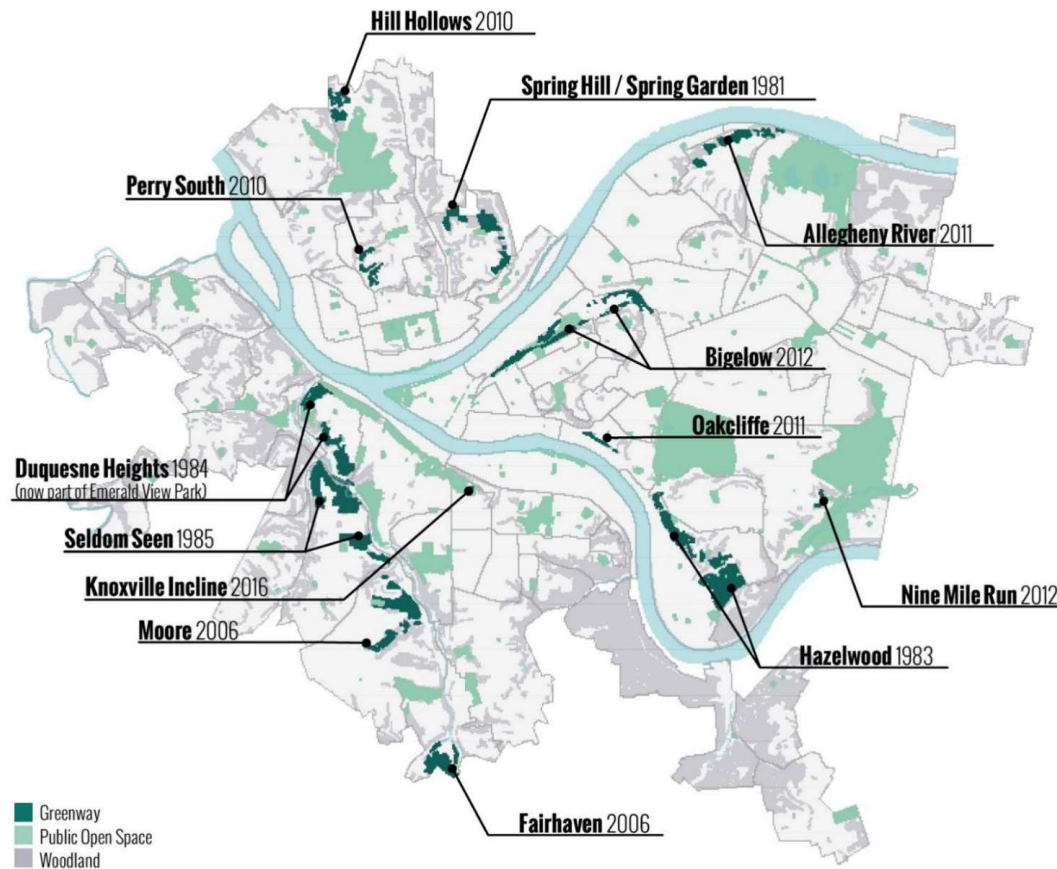 Hill Hollows 2010
Spring Hill / Spring Garden 1981
Perry South 2010
Allegheny River 2011
Bigelow 2012
Oakcliffe 2011
Duquesne Heights 1984
(now part of Emerald View Park)
Seldom Seen 1985
Knoxville Incline 2016
Nine Mile Run 2012
Moore 2006
Hazelwood 1983
Fairhaven 2006
Greenway
Public Open Space
Woodland